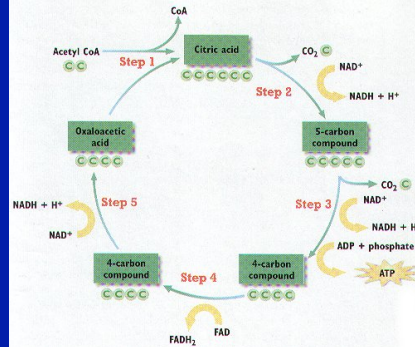 CoA
Acetyl CoA
C C
Step 1
Citric acid
C C C C C C
CO2 C
NAD+
NADH + H+
Step 2
5-carbon
compound
C C C C C
CO2 C
NAD+
NADH + H
Step 3
ADP + phosphate
ATP
4-carbon
compound
C C C C
Step 4
FAD
FADH2
4-carbon
compound
C C C C
Step 5
NADH + H+
NAD+
Oxaloacetic
acid
C C C C